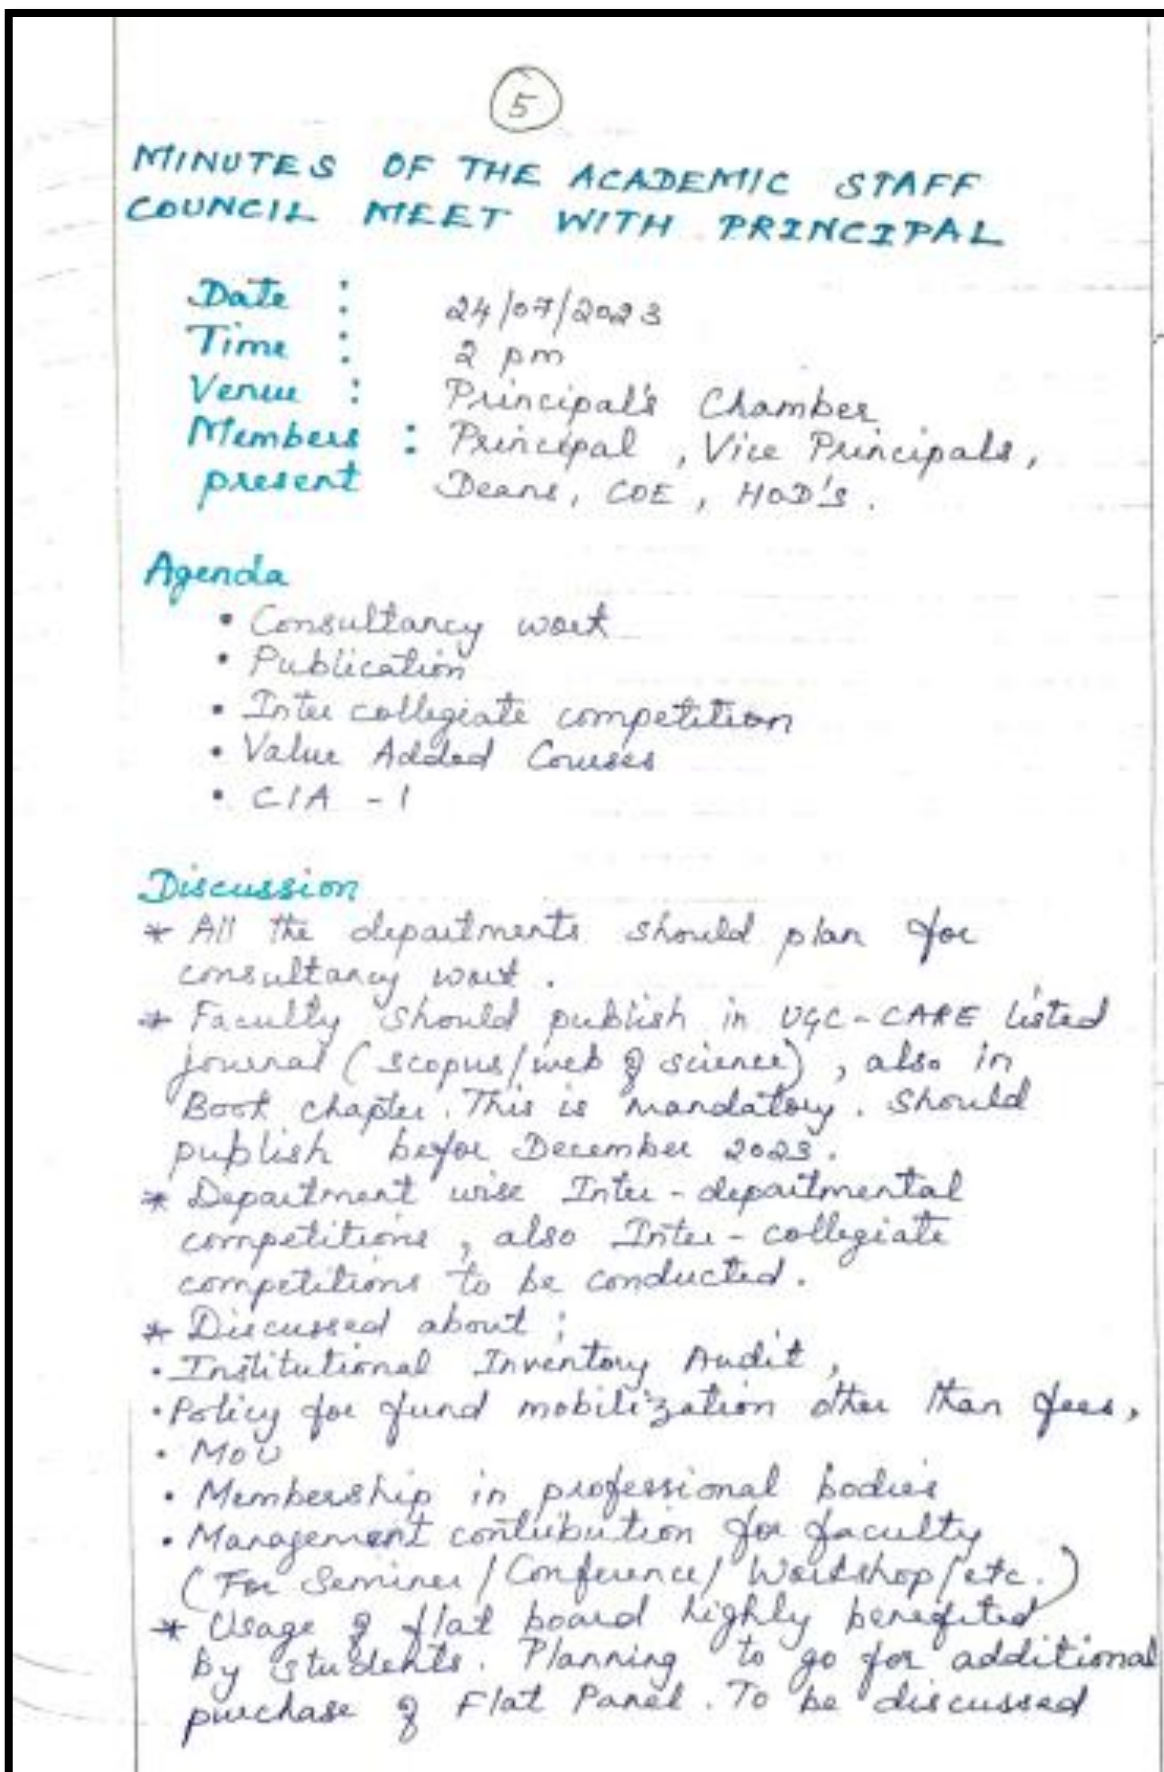 5
MINUTES OF THE ACADEMIC STAFF
COUNCIL MEET WITH PRINCIPAL
Date : 24/07/2023
Time : 2 pm
Venue : Principal's Chamber
Members : Principal, Vice Principals,
present Deans, COE, HOD's.
Agenda
• Consultancy work
• Publication
• Inter collegiate competition
• Value Added Courses
• CIA - 1
Discussion
* All the departments should plan for
consultancy work.
* Faculty should publish in UGC-CARE listed
journal (scopus/web of science), also in
Book chapter. This is mandatory. Should
publish befor December 2023.
* Department wise Inter-departmental
competitions, also Inter-collegiate
competitions to be conducted.
* Discussed about;
• Institutional Inventory Audit,
• Policy for fund mobilization other than fees,
• MOU
• Membership in professional bodies
• Management contribution for faculty
(For Seminer/Conference/Workshop/etc.)
* Usage of flat board highly benefited
by students. Planning to go for additional
purchase of Flat Panel. To be discussed